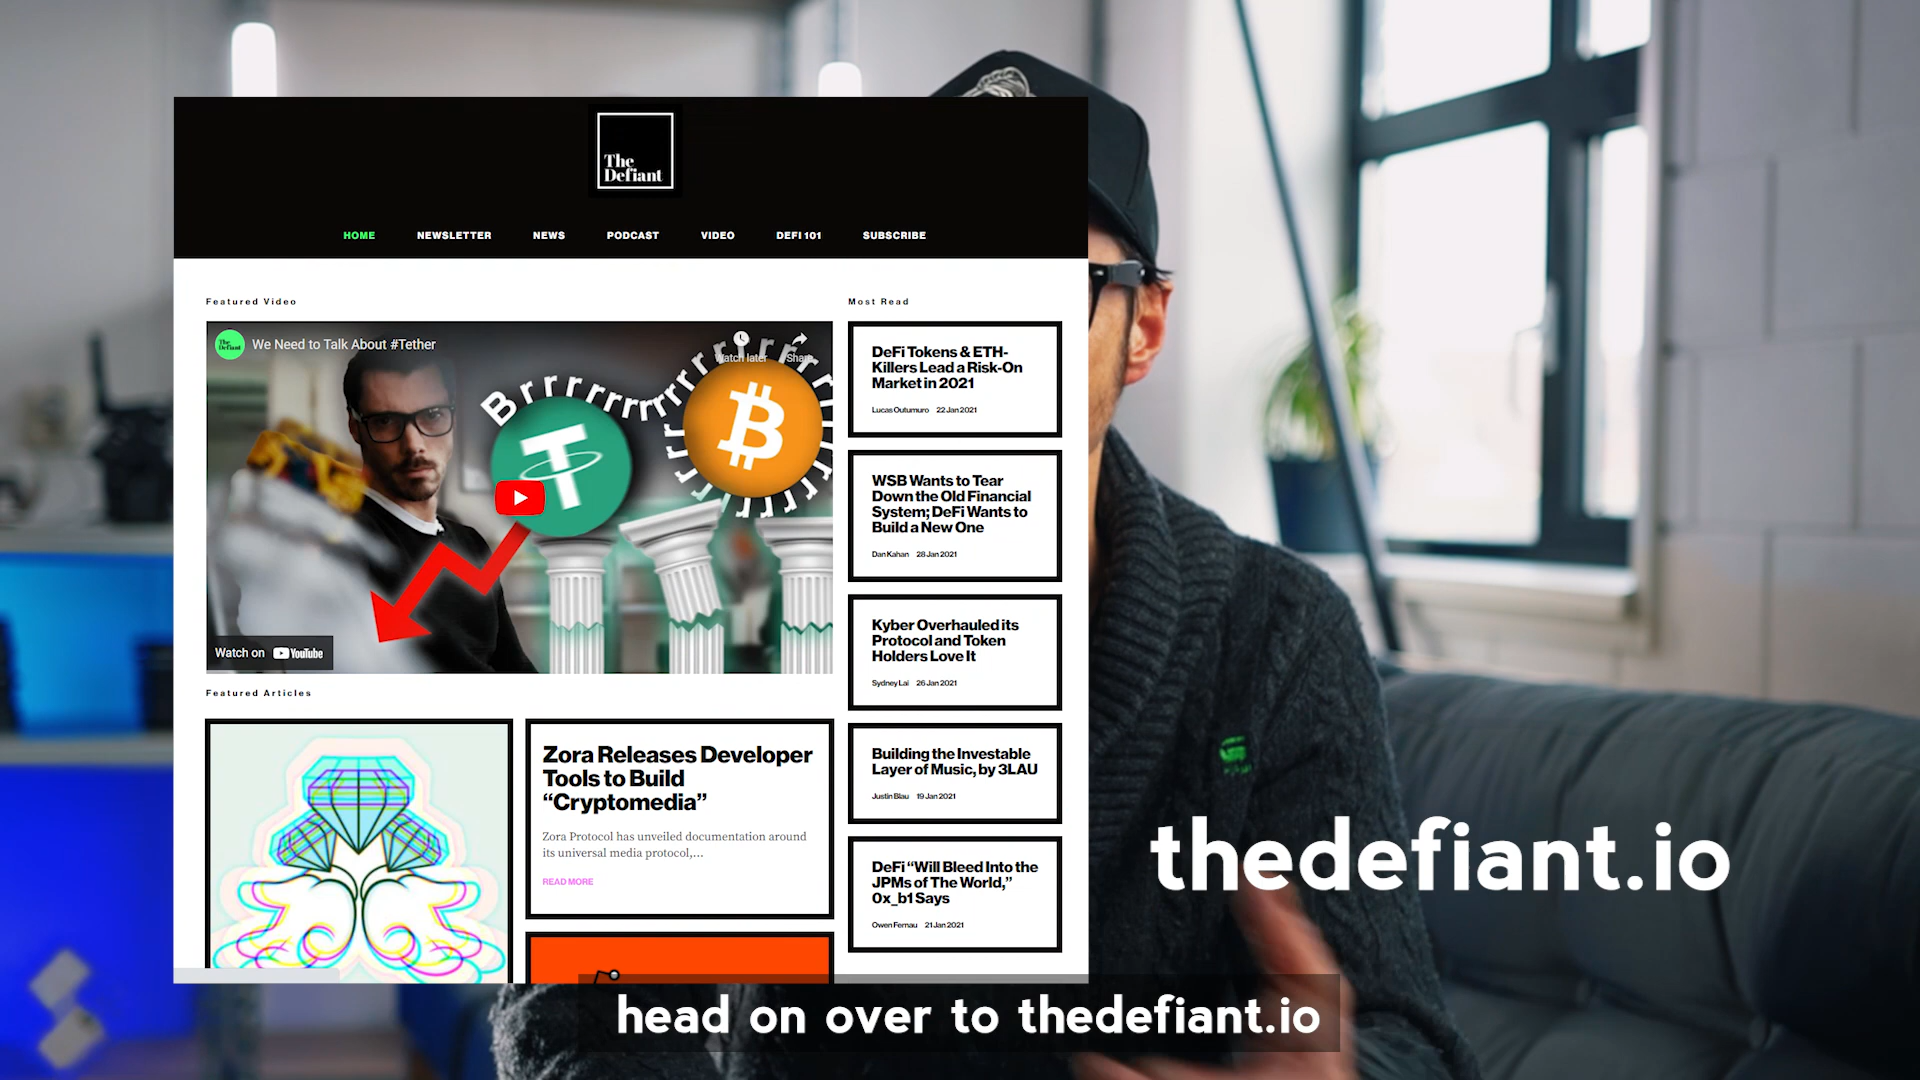 The
Defiant
HOME NEWSLETTER NEWS PODCAST VIDEO DEFI 101 SUBSCRIBE
Featured Video
The
Defiant
We Need to Talk About #Tether
Watch later Share
Brrrrrrrrrrrrrrrr
Watch on YouTube
Featured Articles
Zora Releases Developer
Tools to Build
“Cryptomedia”
Zora Protocol has unveiled documentation around
its universal media protocol,...
READ MORE
Most Read
DeFi Tokens & ETH-
Killers Lead a Risk-On
Market in 2021
Lucas Outumuro 22 Jan 2021
WSB Wants to Tear
Down the Old Financial
System; DeFi Wants to
Build a New One
Dan Kahan 28 Jan 2021
Kyber Overhauled its
Protocol and Token
Holders Love It
Sydney Lai 26 Jan 2021
Building the Investable
Layer of Music, by 3LAU
Justin Blau 19 Jan 2021
DeFi “Will Bleed Into the
JPMs of The World,”
0x_b1 Says
Owen Fernau 21 Jan 2021
thedefiant.io
head on over to thedefiant.io